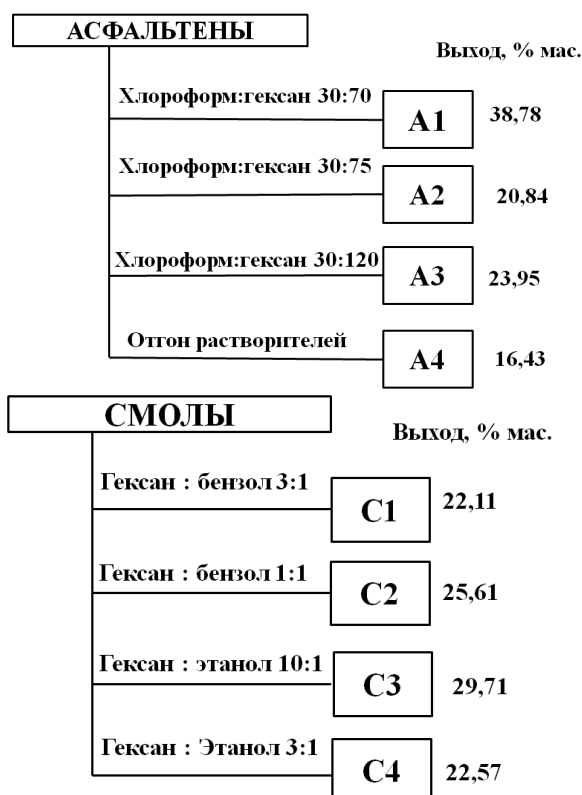 АСФАЛЬТЕНЫ
Выход, % мас.
Хлороформ:гексан 30:70
А1
38,78
Хлороформ:гексан 30:75
А2
20,84
Хлороформ:гексан 30:120
А3
23,95
Отгон растворителей
А4
16,43
СМОЛЫ
Выход, % мас.
Гексан : бензол 3:1
С1
22,11
Гексан : бензол 1:1
С2
25,61
Гексан : этанол 10:1
С3
29,71
Гексан : Этанол 3:1
С4
22,57